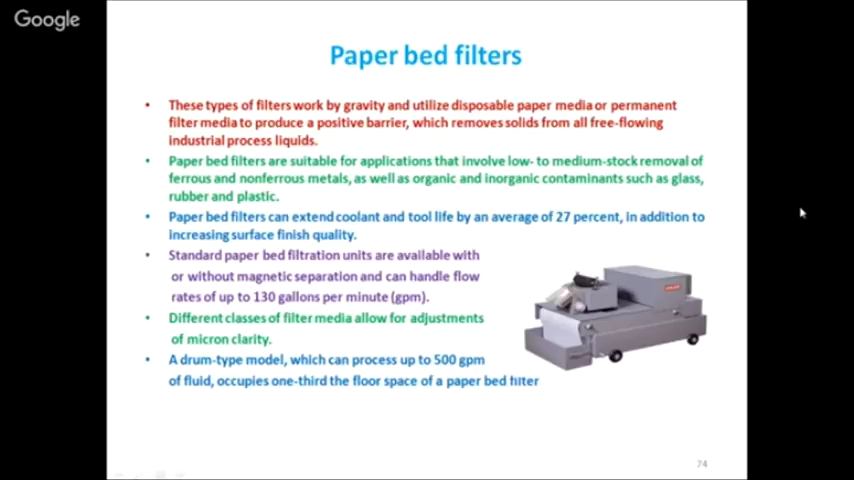 Google
Paper bed filters
• These types of filters work by gravity and utilize disposable paper media or permanent
filter media to produce a positive barrier, which removes solids from all free-flowing
industrial process liquids.
• Paper bed filters are suitable for applications that involve low- to medium-stock removal of
ferrous and nonferrous metals, as well as organic and inorganic contaminants such as glass,
rubber and plastic.
• Paper bed filters can extend coolant and tool life by an average of 27 percent, in addition to
increasing surface finish quality.
• Standard paper bed filtration units are available with
or without magnetic separation and can handle flow
rates of up to 130 gallons per minute (gpm).
• Different classes of filter media allow for adjustments
of micron clarity.
• A drum-type model, which can process up to 500 gpm
of fluid, occupies one-third the floor space of a paper bed filter
74